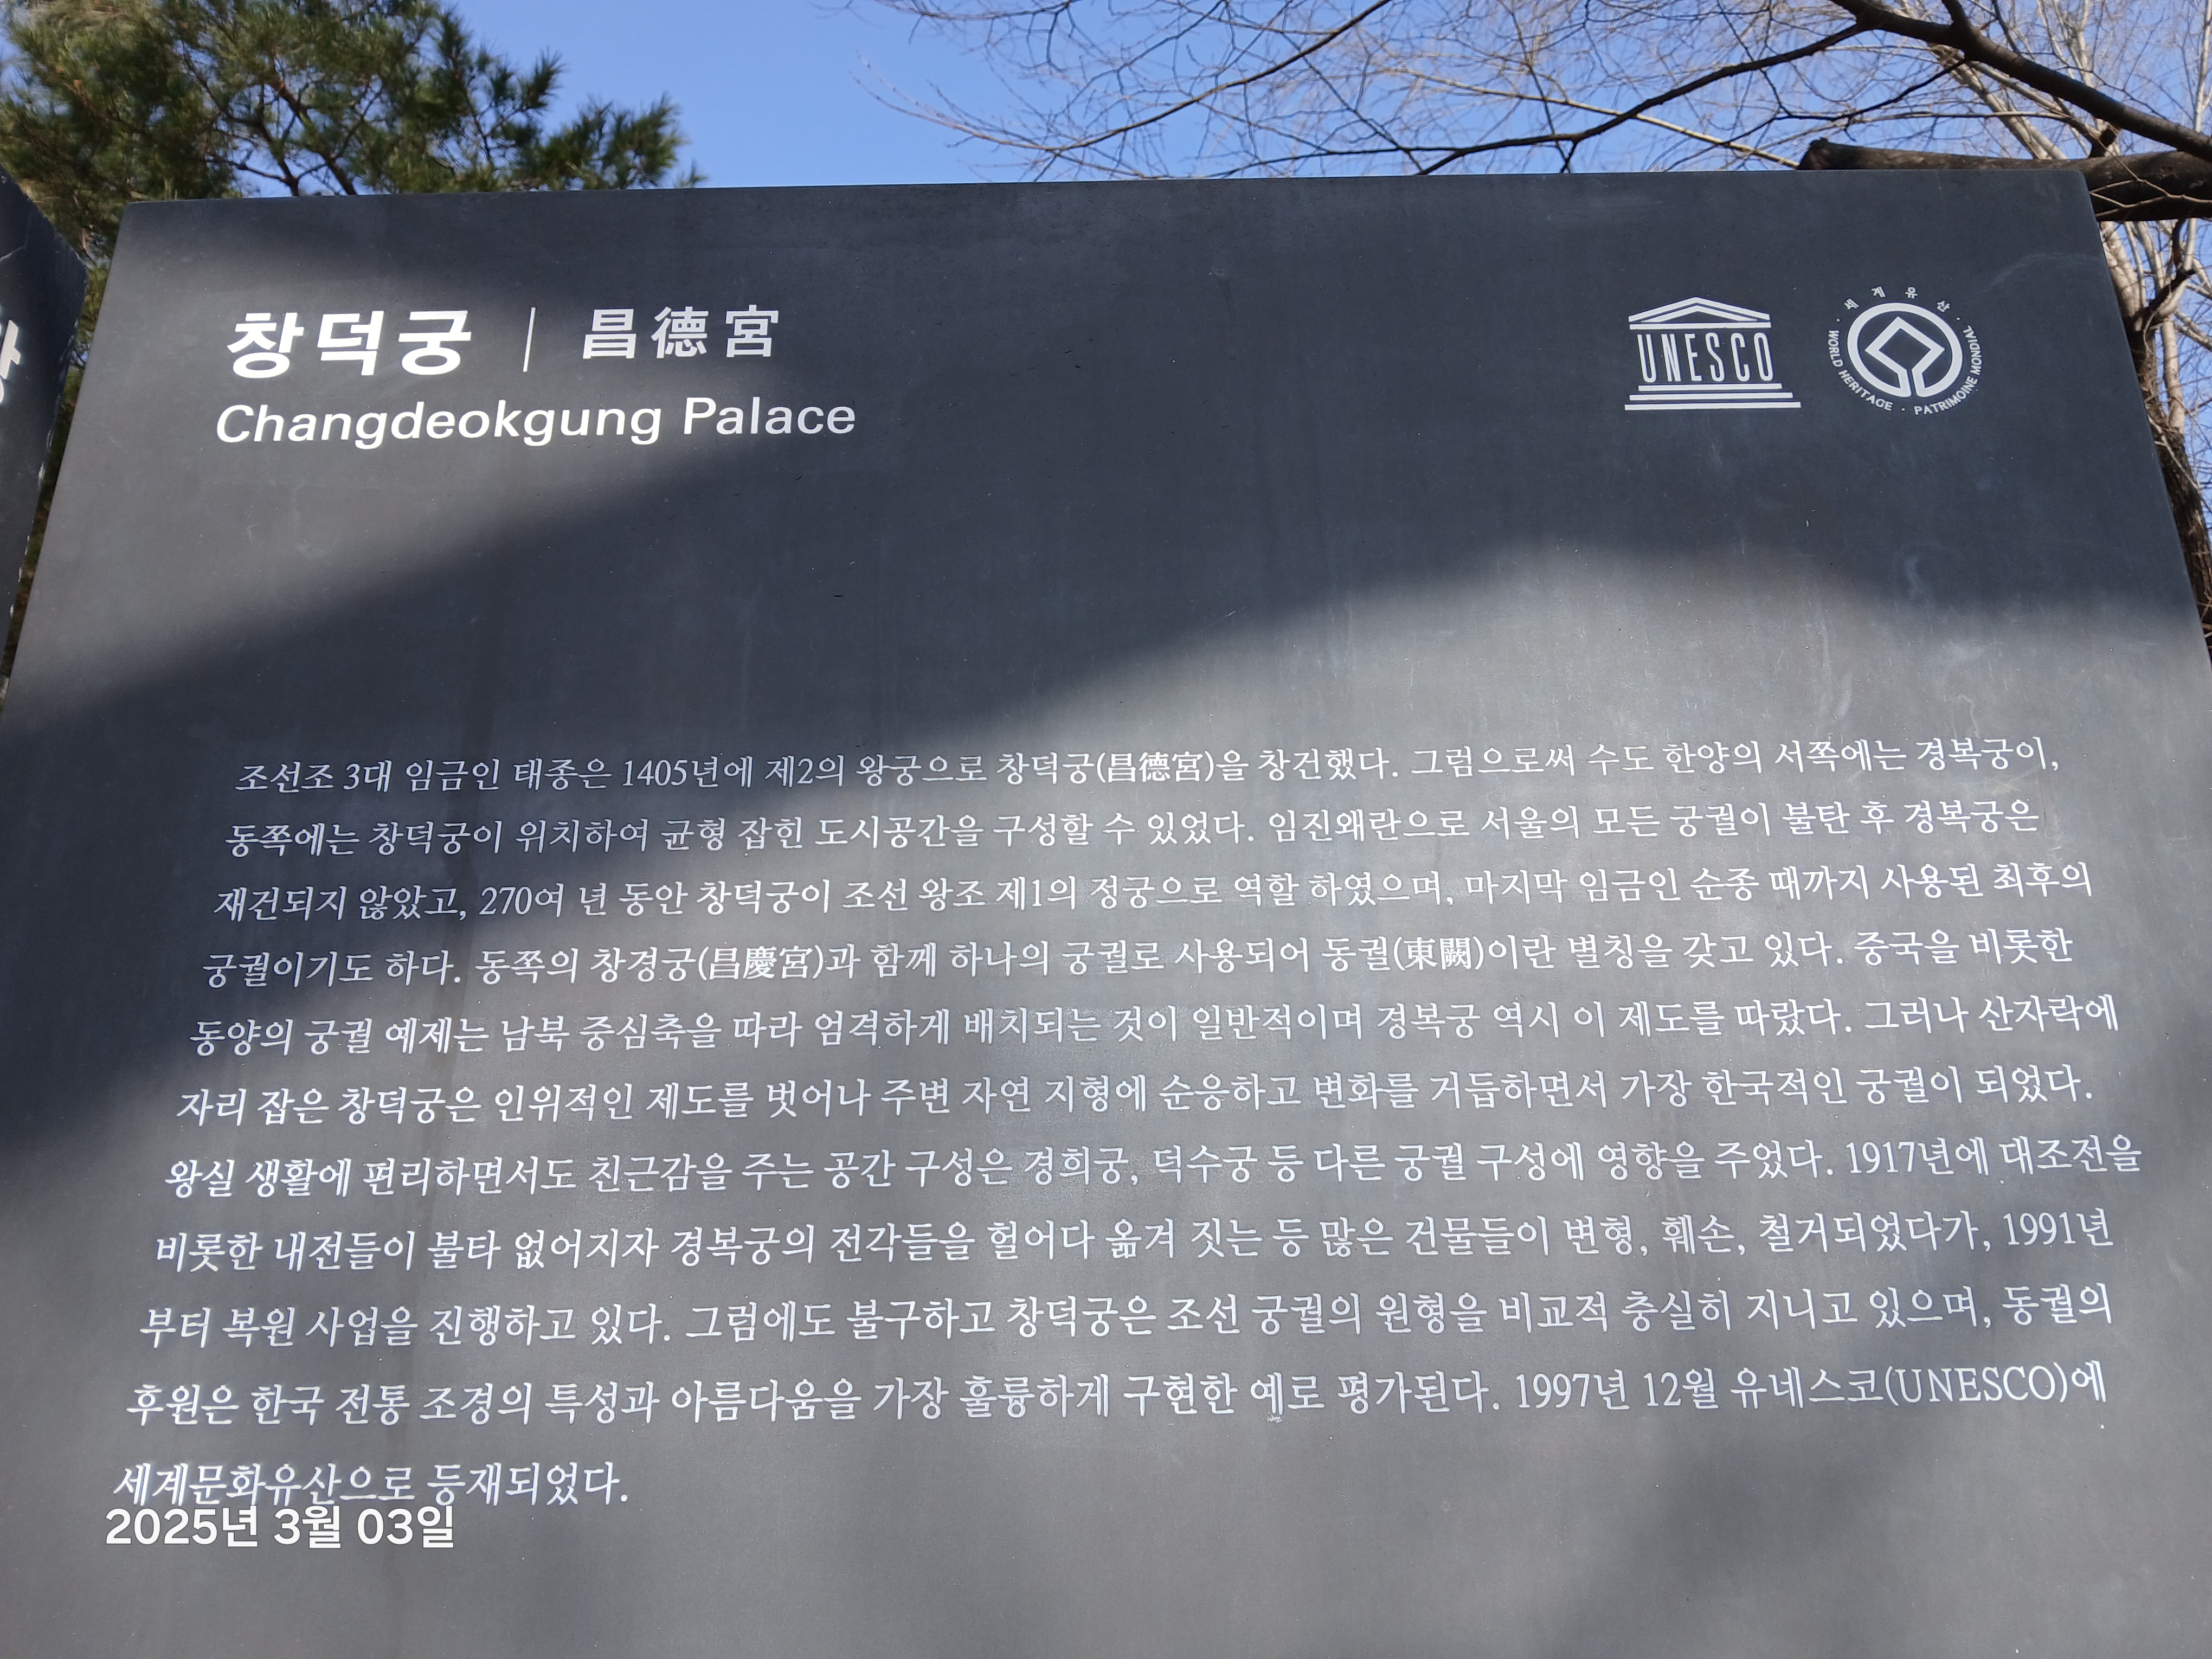 창덕궁 | 昌德宮
Changdeokgung Palace
UNESCO
세계유산 · WORLD HERITAGE · PATRIMOINE MONDIAL ·
조선조 3대 임금인 태종은 1405년에 제2의 왕궁으로 창덕궁(昌德宮)을 창건했다. 그럼으로써 수도 한양의 서쪽에는 경복궁이,
동쪽에는 창덕궁이 위치하여 균형 잡힌 도시공간을 구성할 수 있었다. 임진왜란으로 서울의 모든 궁궐이 불탄 후 경복궁은
재건되지 않았고, 270여 년 동안 창덕궁이 조선 왕조 제1의 정궁으로 역할 하였으며, 마지막 임금인 순종 때까지 사용된 최후의
궁궐이기도 하다. 동쪽의 창경궁(昌慶宮)과 함께 하나의 궁궐로 사용되어 동궐(東闕)이란 별칭을 갖고 있다. 중국을 비롯한
동양의 궁궐 예제는 남북 중심축을 따라 엄격하게 배치되는 것이 일반적이며 경복궁 역시 이 제도를 따랐다. 그러나 산자락에
자리 잡은 창덕궁은 인위적인 제도를 벗어나 주변 자연 지형에 순응하고 변화를 거듭하면서 가장 한국적인 궁궐이 되었다.
왕실 생활에 편리하면서도 친근감을 주는 공간 구성은 경희궁, 덕수궁 등 다른 궁궐 구성에 영향을 주었다. 1917년에 대조전을
비롯한 내전들이 불타 없어지자 경복궁의 전각들을 헐어다 옮겨 짓는 등 많은 건물들이 변형, 훼손, 철거되었다가, 1991년
부터 복원 사업을 진행하고 있다. 그럼에도 불구하고 창덕궁은 조선 궁궐의 원형을 비교적 충실히 지니고 있으며, 동궐의
후원은 한국 전통 조경의 특성과 아름다움을 가장 훌륭하게 구현한 예로 평가된다. 1997년 12월 유네스코(UNESCO)에
세계문화유산으로 등재되었다.
2025년 3월 03일